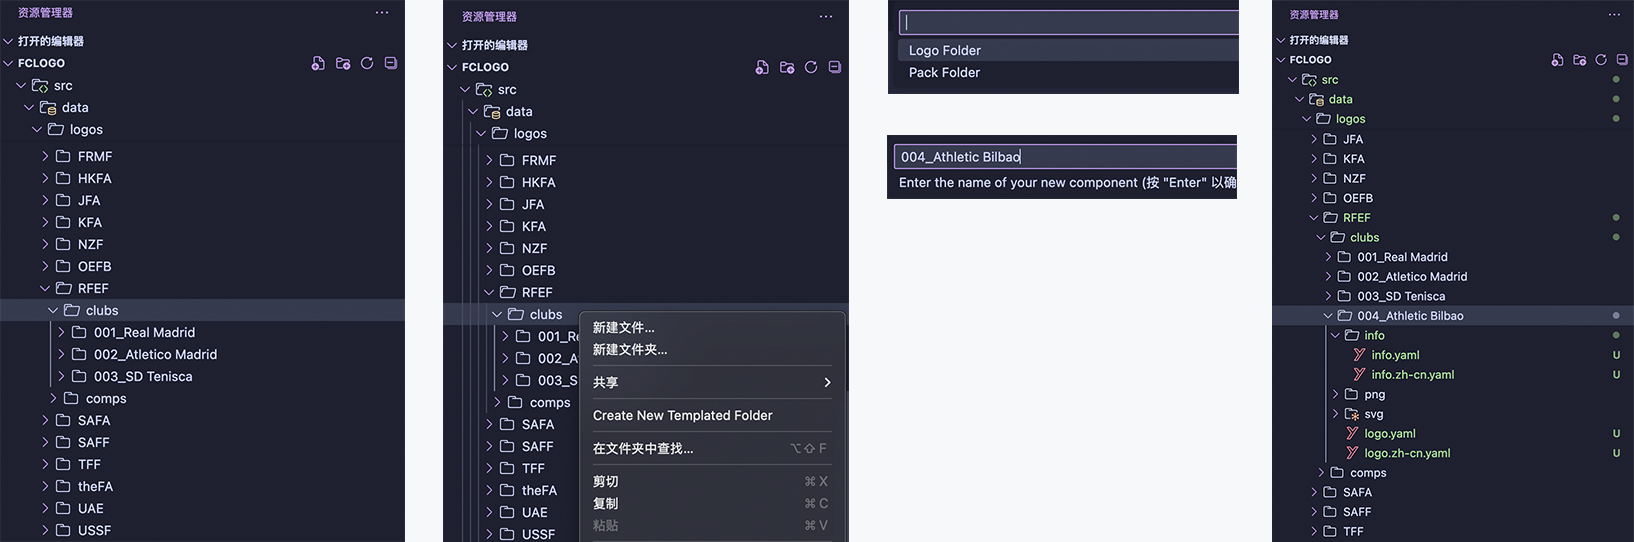 资源管理器
打开的编辑器
FCLOGO
src
data
logos
FRMF
HKFA
JFA
KFA
NZF
OEFB
RFEF
clubs
001_Real Madrid
002_Atletico Madrid
003_SD Tenisca
comps
SAFA
SAFF
TFF
theFA
UAE
USSF
资源管理器
打开的编辑器
FCLOGO
src
data
logos
FRMF
HKFA
JFA
KFA
NZF
OEFB
RFEF
clubs
001_Re
002_A
003_S
comps
SAFA
SAFF
TFF
theFA
UAE
USSF
新建文件...
新建文件夹...
共享
Create New Templated Folder
在文件夹中查找... ⌥⇧F
剪切 ⌘X
复制 ⌘C
粘贴 ⌘V
Logo Folder
Pack Folder
004_Athletic Bilbao
Enter the name of your new component (按 "Enter" 以确
资源管理器
打开的编辑器
FCLOGO
src
data
logos
JFA
KFA
NZF
OEFB
RFEF
clubs
001_Real Madrid
002_Atletico Madrid
003_SD Tenisca
004_Athletic Bilbao
info
info.yaml U
info.zh-cn.yaml U
png
svg
logo.yaml U
logo.zh-cn.yaml U
comps
SAFA
SAFF
TFF